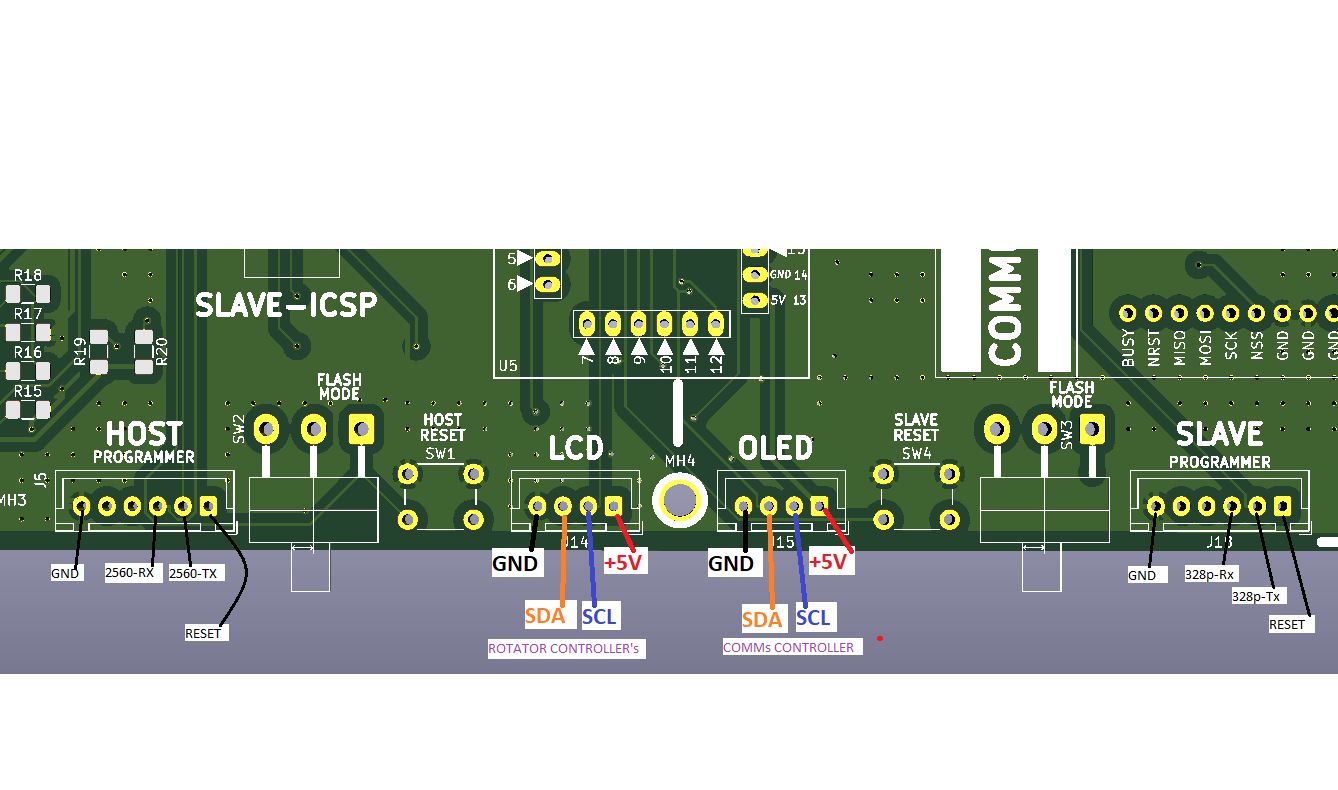 R18
R17
R16
R15
R19
R20
SLAVE-ICSP
5
6
U5
7
8
9
10
11
12
GND 14
5V 13
COMM
BUSY
NRST
MISO
MOSI
SCK
NSS
GND
GND
GND
HOST
PROGRAMMER
J5
MH3
SW2
FLASH
MODE
HOST
RESET
SW1
LCD
MH4
OLED
SLAVE
RESET
SW4
FLASH
MODE
SW3
SLAVE
PROGRAMMER
J14
J15
GND
2560-RX
2560-TX
RESET
GND
SDA
SCL
+5V
ROTATOR CONTROLLER's
GND
SDA
SCL
+5V
COMMs CONTROLLER
GND
328p-Rx
328p-Tx
RESET